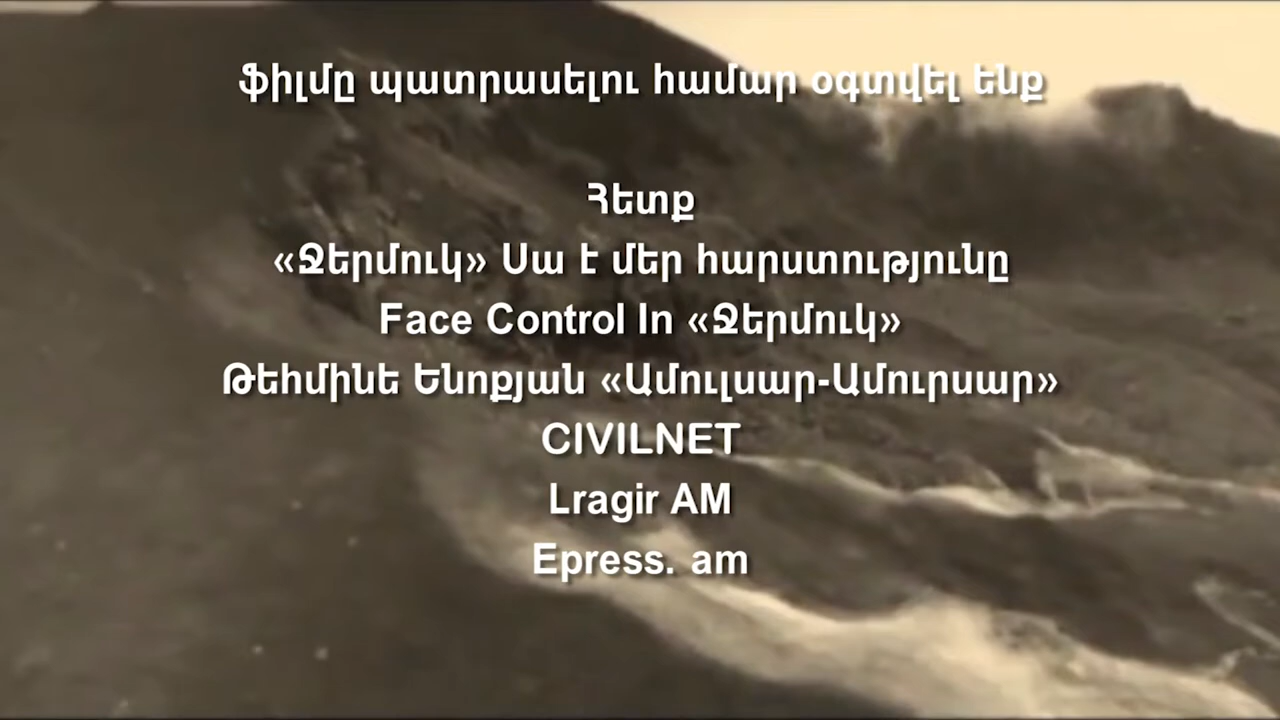 Ֆիլմը պատրասելու համար օգտվել ենք
Հետք
«Ջերմուկ» Սա է մեր հարստությունը
Face Control In «Ջերմուկ»
Թեհմինե Ենոքյան «Ամուլսար-Ամուրսար»
CIVILNET
Lragir AM
Epress. am